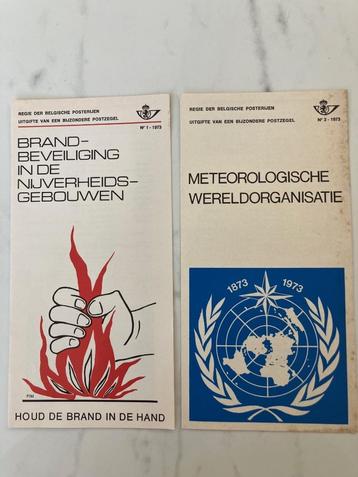 REGIE DER BELGISCHE POSTERIJEN
UITGIFTE VAN EEN BIJZONDERE POSTZEGEL
N° 1 - 1973
BRAND-
BEVEILIGING
IN DE
NIJVERHEIDS-
GEBOUWEN
HOUD DE BRAND IN DE HAND
REGIE DER BELGISCHE POSTERIJEN
UITGIFTE VAN EEN BIJZONDERE POSTZEGEL
N° 3 - 1973
METEOROLOGISCHE
WERELDORGANISATIE
1873 1973